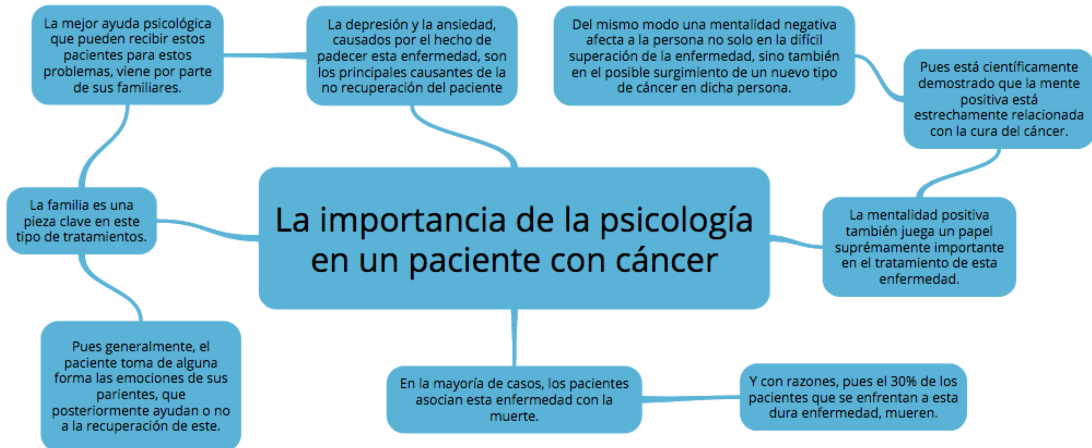 La mejor ayuda psicológica
que pueden recibir estos
pacientes para estos
problemas, viene por parte
de sus familiares.
La depresión y la ansiedad,
causados por el hecho de
padecer esta enfermedad, son
los principales causantes de la
no recuperación del paciente
Del mismo modo una mentalidad negativa
afecta a la persona no solo en la difícil
superación de la enfermedad, sino también
en el posible surgimiento de un nuevo tipo
de cáncer en dicha persona.
Pues está científicamente
demostrado que la mente
positiva está
estrechamente relacionada
con la cura del cáncer.
La familia es una
pieza clave en este
tipo de tratamientos.
La importancia de la psicología
en un paciente con cáncer
La mentalidad positiva
también juega un papel
suprémamente importante
en el tratamiento de esta
enfermedad.
Pues generalmente, el
paciente toma de alguna
forma las emociones de sus
parientes, que
posteriormente ayudan o no
a la recuperación de este.
En la mayoría de casos, los pacientes
asocian esta enfermedad con la
muerte.
Y con razones, pues el 30% de los
pacientes que se enfrentan a esta
dura enfermedad, mueren.